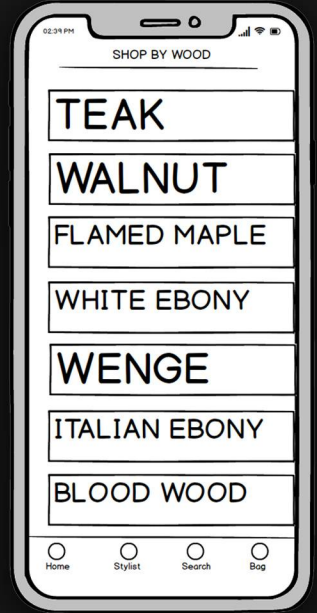 02:39 PM
SHOP BY WOOD
TEAK
WALNUT
FLAMED MAPLE
WHITE EBONY
WENGE
ITALIAN EBONY
BLOOD WOOD
Home Stylist Search Bag